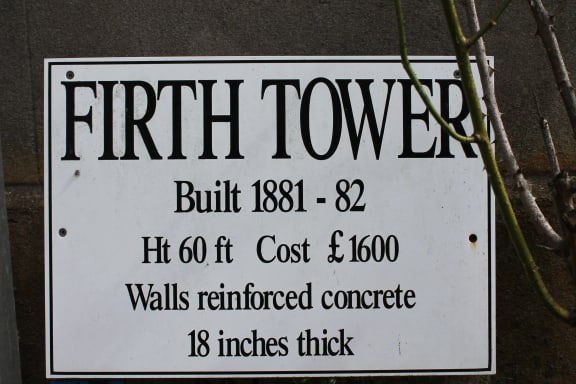 FIRTH TOWER
Built 1881 - 82
Ht 60 ft Cost £1600
Walls reinforced concrete
18 inches thick